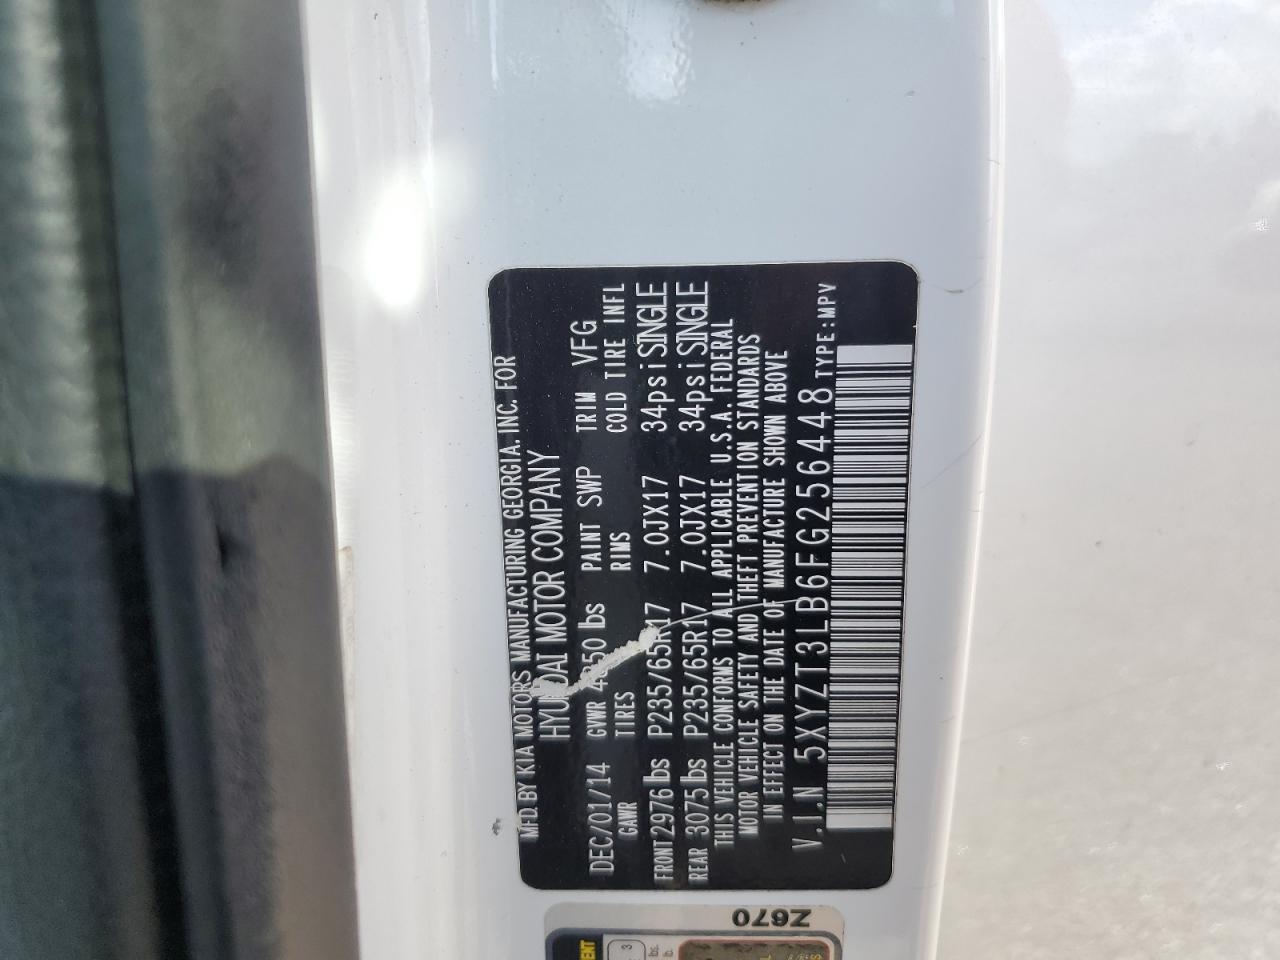 MFD. BY KIA MOTORS MANUFACTURING GEORGIA, INC. FOR
HYUNDAI MOTOR COMPANY
DEC/01/14 GVWR lbs PAINT SWP TRIM VFG
GAWR TIRES RIMS COLD TIRE INFL
FRONT 2976 lbs P235/65R17 7.0JX17 34psi SINGLE
REAR 3075 lbs P235/65R17 7.0JX17 34psi SINGLE
THIS VEHICLE CONFORMS TO ALL APPLICABLE U.S.A. FEDERAL
MOTOR VEHICLE SAFETY AND THEFT PREVENTION STANDARDS
IN EFFECT ON THE DATE OF MANUFACTURE SHOWN ABOVE
V.I.N 5XYZT3LB6FG256448 TYPE:MPV
Z670
3
lbs.
lb.